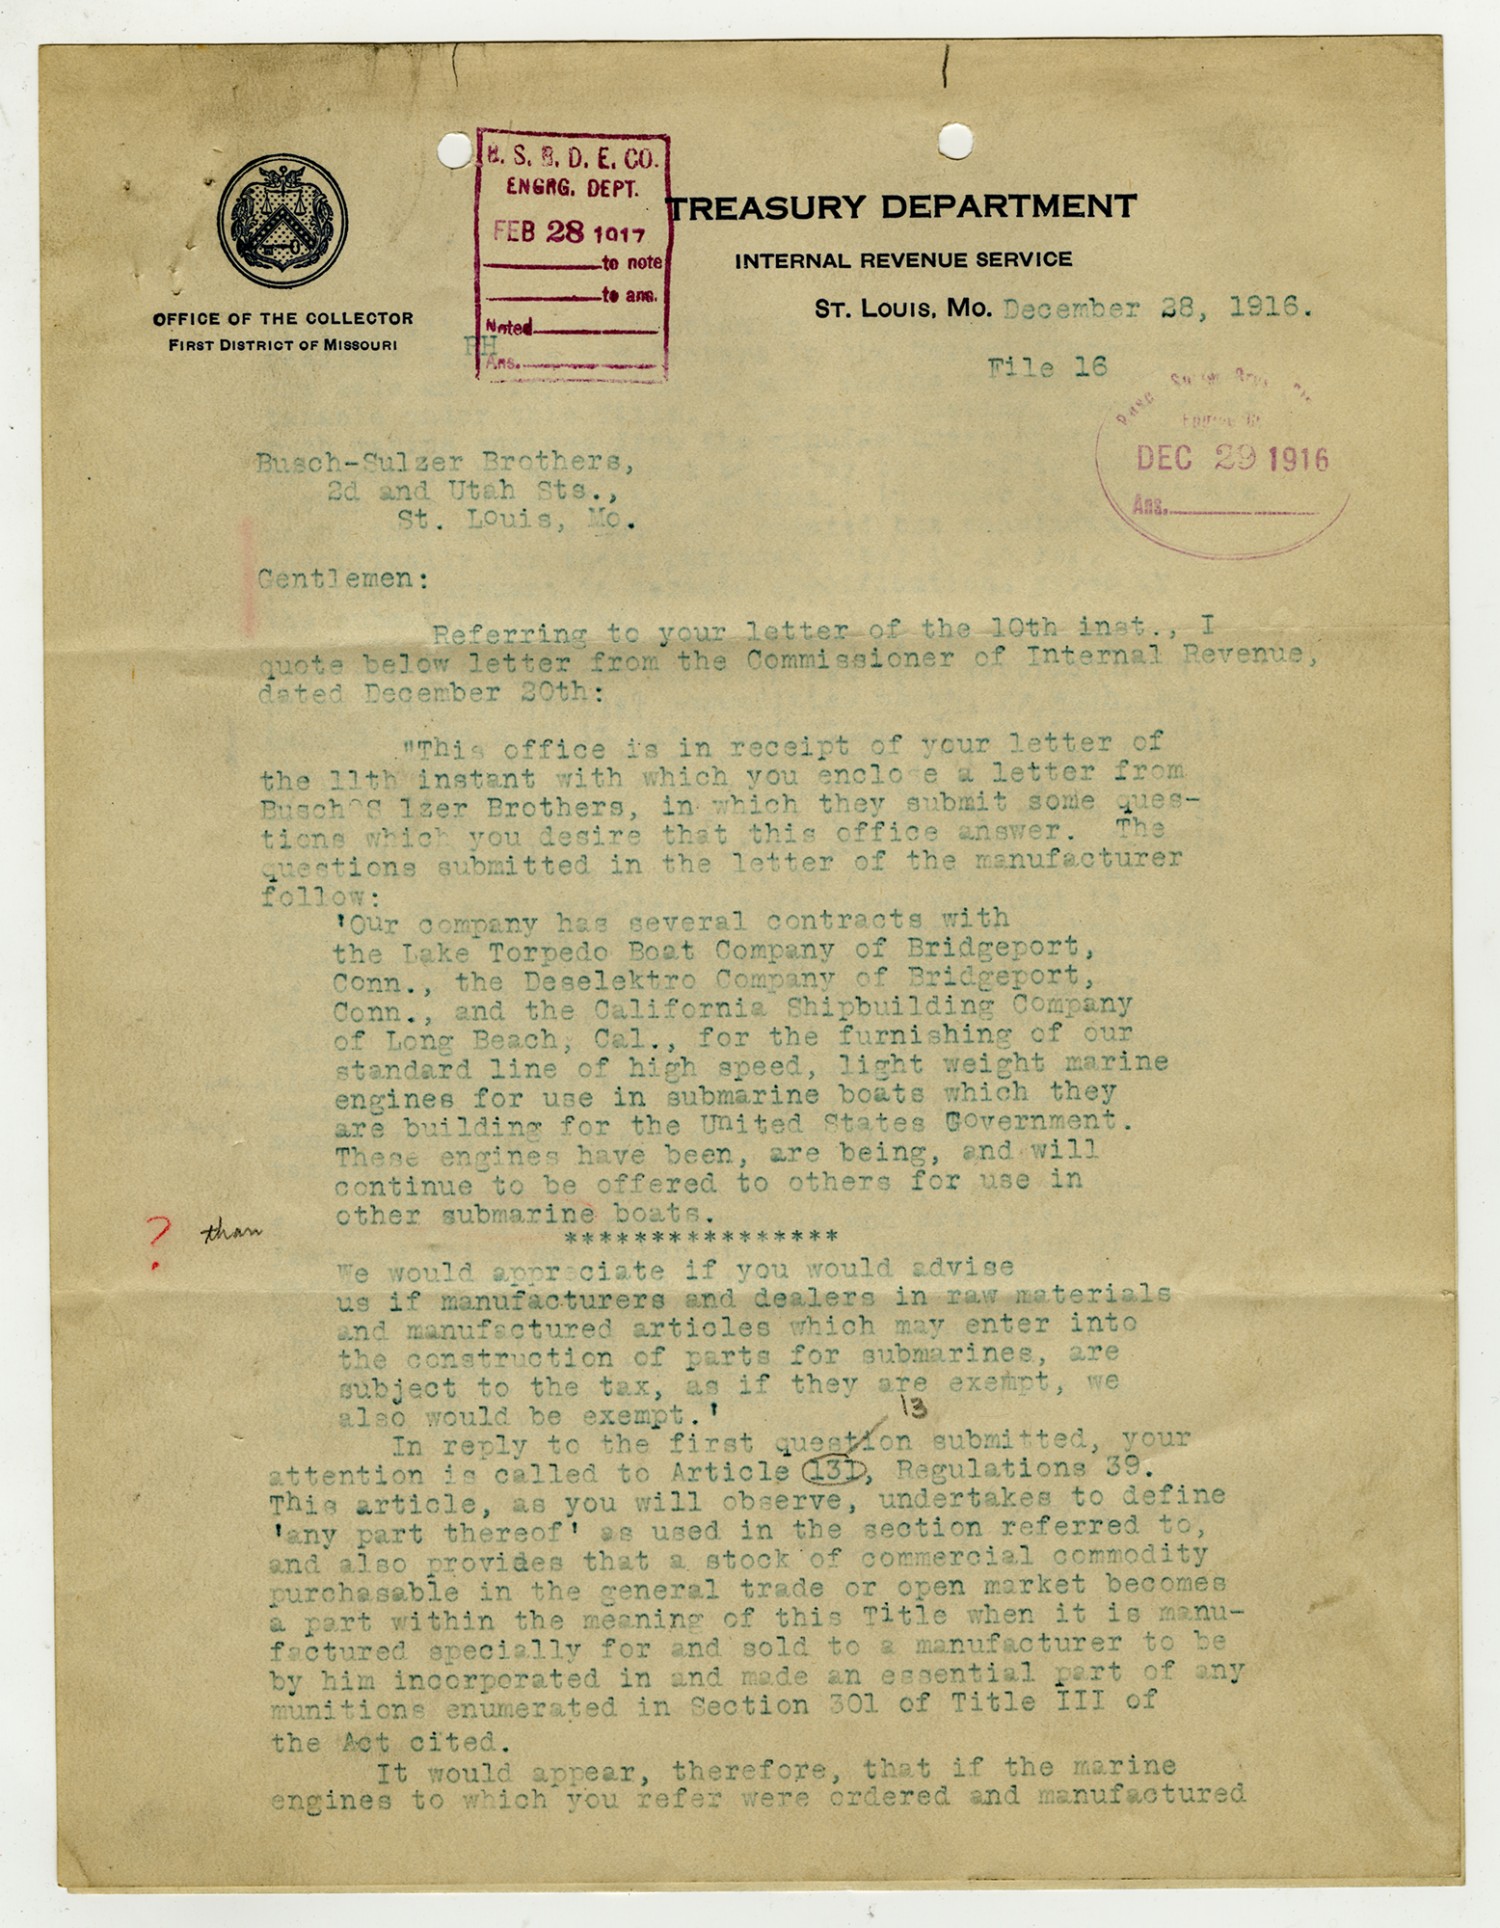 B. S. B. D. E. CO.
ENGRG. DEPT.
FEB 28 1917
to note
to ans.
Noted
Ans.
TREASURY DEPARTMENT
INTERNAL REVENUE SERVICE
ST. LOUIS, MO. December 28, 1916.
OFFICE OF THE COLLECTOR
FIRST DISTRICT OF MISSOURI
File 16
DEC 29 1916
Ans.
Busch-Sulzer Brothers,
2d and Utah Sts.,
St. Louis, Mo.
Gentlemen:
Referring to your letter of the 10th inst., I
quote below letter from the Commissioner of Internal Revenue,
dated December 20th:
"This office is in receipt of your letter of
the 11th instant with which you enclose a letter from
Busch S lzer Brothers, in which they submit some ques-
tions which you desire that this office answer. The
questions submitted in the letter of the manufacturer
follow:
'Our company has several contracts with
the Lake Torpedo Boat Company of Bridgeport,
Conn., the Deselektro Company of Bridgeport,
Conn., and the California Shipbuilding Company
of Long Beach, Cal., for the furnishing of our
standard line of high speed, light weight marine
engines for use in submarine boats which they
are building for the United States Government.
These engines have been, are being, and will
continue to be offered to others for use in
other submarine boats.
? than
****************
We would appreciate if you would advise
us if manufacturers and dealers in raw materials
and manufactured articles which may enter into
the construction of parts for submarines, are
subject to the tax, as if they are exempt, we
also would be exempt.'
13
In reply to the first question submitted, your
attention is called to Article 131, Regulations 39.
This article, as you will observe, undertakes to define
'any part thereof' as used in the section referred to,
and also provides that a stock of commercial commodity
purchasable in the general trade or open market becomes
a part within the meaning of this Title when it is manu-
factured specially for and sold to a manufacturer to be
by him incorporated in and made an essential part of any
munitions enumerated in Section 301 of Title III of
the Act cited.
It would appear, therefore, that if the marine
engines to which you refer were ordered and manufactured